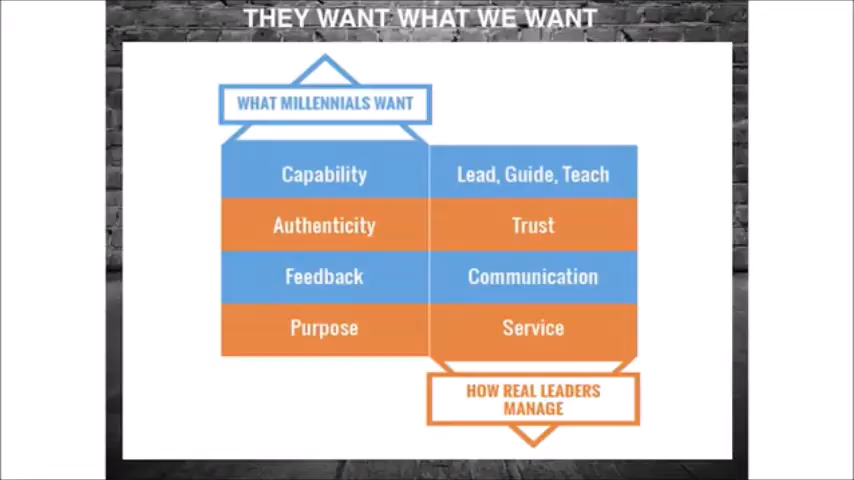 THEY WANT WHAT WE WANT
WHAT MILLENNIALS WANT
Capability
Lead, Guide, Teach
Authenticity
Trust
Feedback
Communication
Purpose
Service
HOW REAL LEADERS
MANAGE